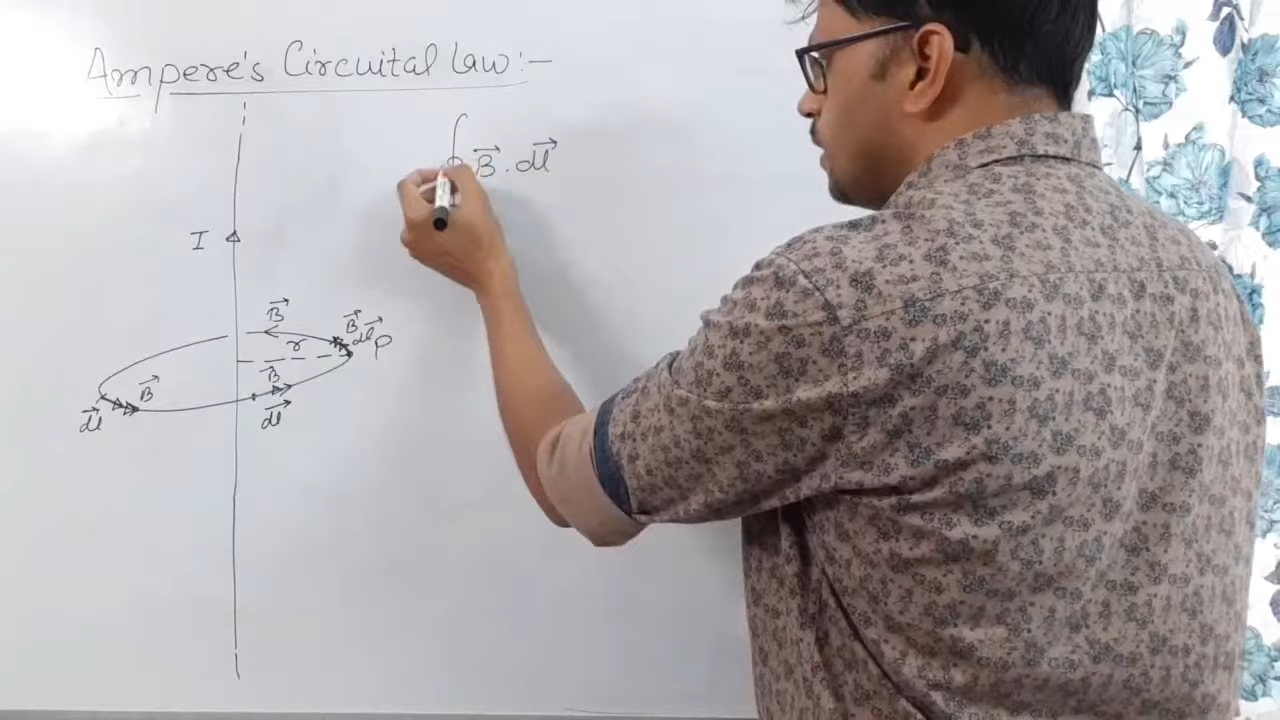 Ampere's Circuital Law :-
∮ B⃗ . dl⃗
I
B⃗
B⃗
dl⃗
P
r
B⃗
B⃗
dl⃗
dl⃗